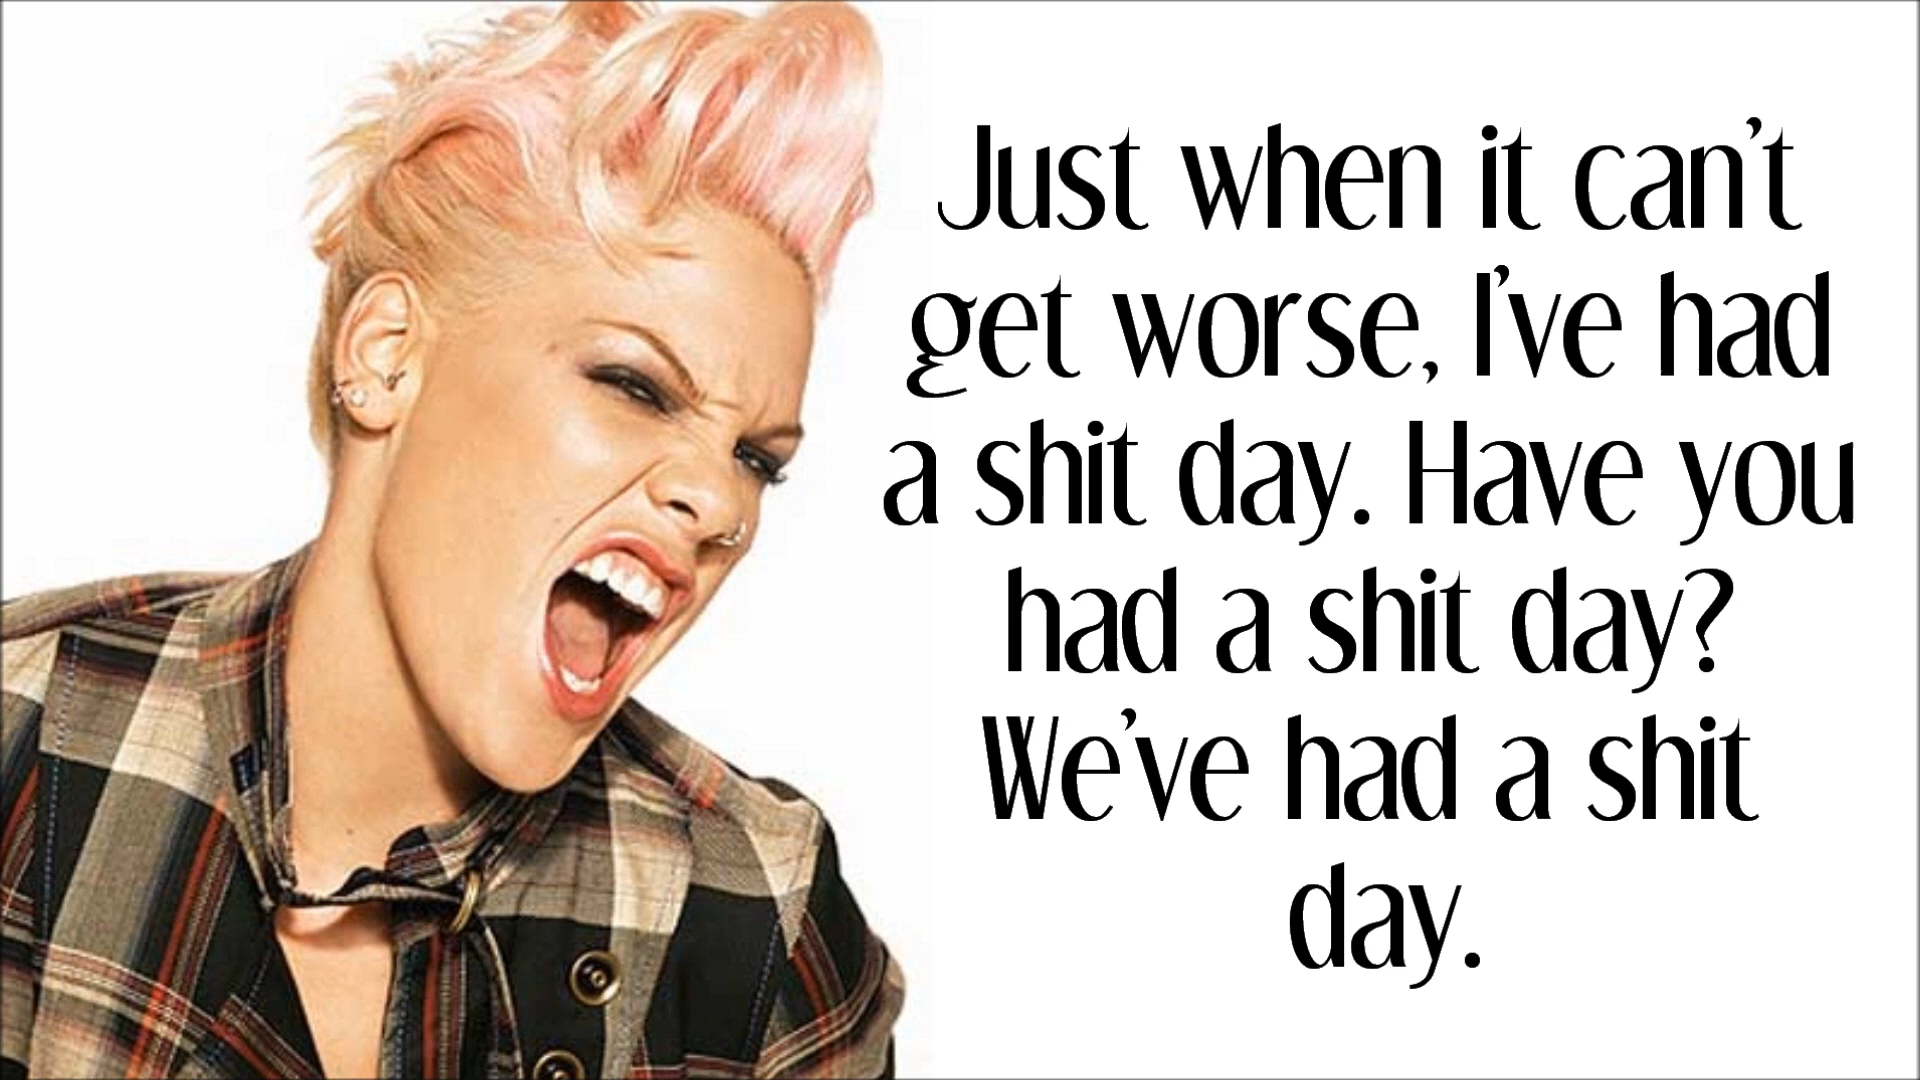 Just when it can't
get worse, I've had
a shit day. Have you
had a shit day?
We've had a shit
day.